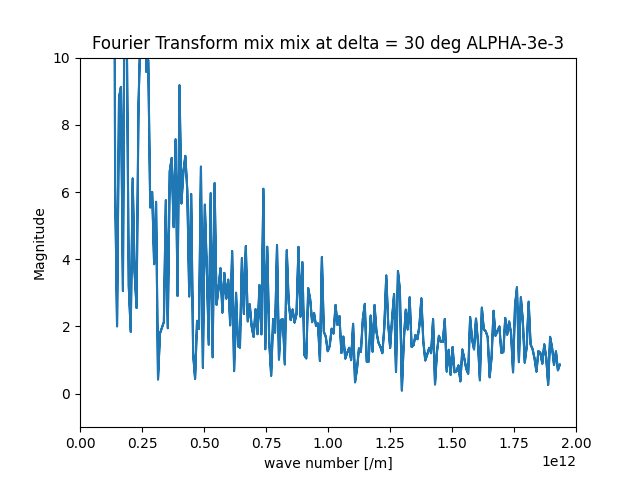 Fourier Transform mix mix at delta = 30 deg ALPHA-3e-3
10
8
6
4
2
0
Magnitude
0.00 0.25 0.50 0.75 1.00 1.25 1.50 1.75 2.00
1e12
wave number [/m]